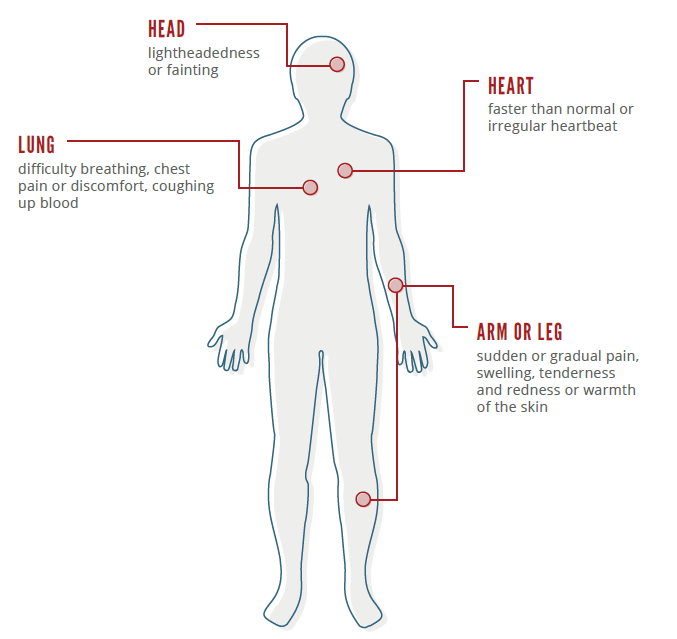 HEAD
lightheadedness
or fainting
HEART
faster than normal or
irregular heartbeat
LUNG
difficulty breathing, chest
pain or discomfort, coughing
up blood
ARM OR LEG
sudden or gradual pain,
swelling, tenderness
and redness or warmth
of the skin